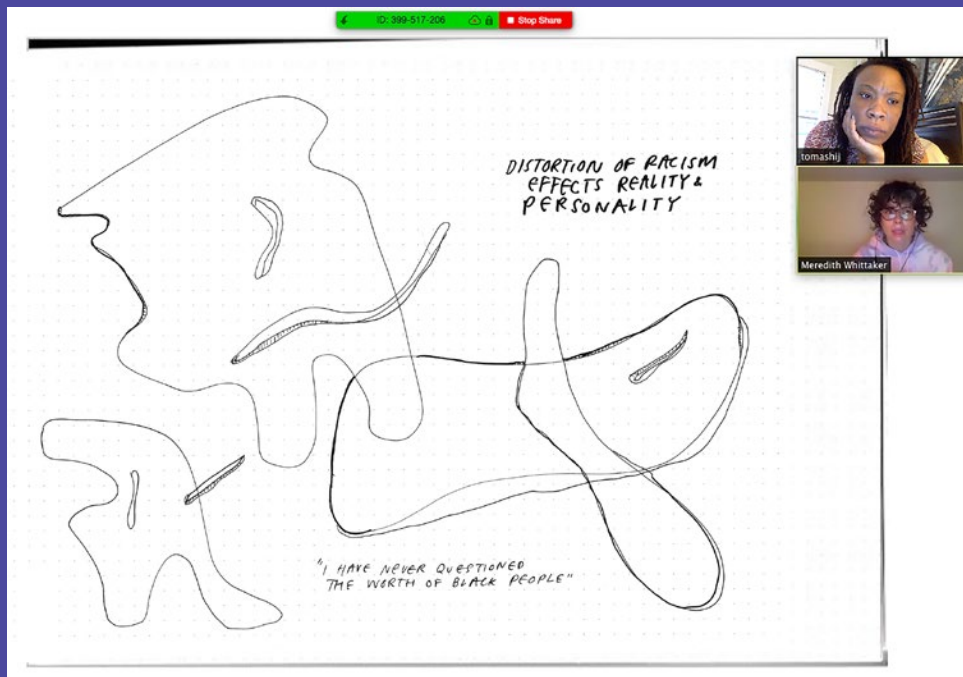 ID: 399-517-206
Stop Share
tomashij
Meredith Whittaker
DISTORTION OF RACISM
EFFECTS REALITY &
PERSONALITY
"I HAVE NEVER QUESTIONED
THE WORTH OF BLACK PEOPLE"